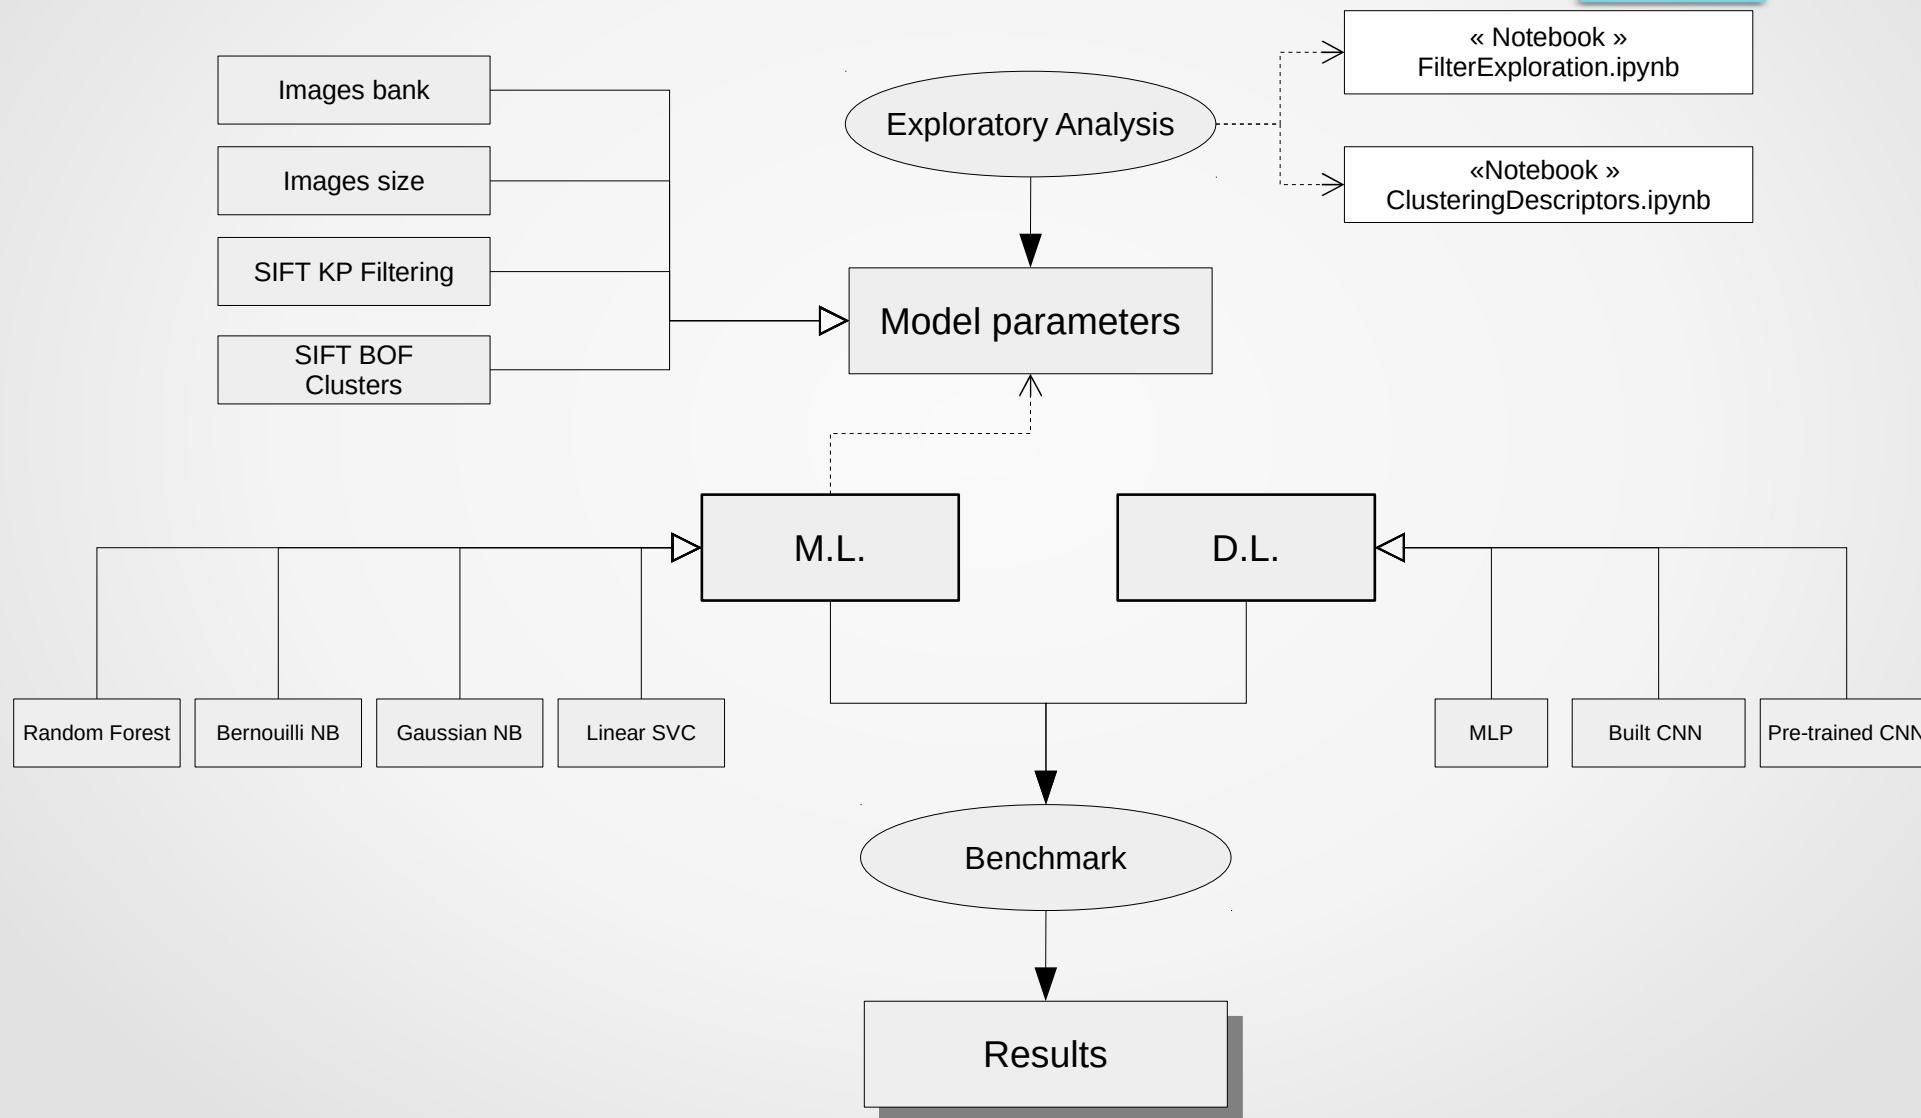 « Notebook »
FilterExploration.ipynb
Images bank
Exploratory Analysis
Images size
«Notebook »
ClusteringDescriptors.ipynb
SIFT KP Filtering
Model parameters
SIFT BOF
Clusters
M.L.
D.L.
Random Forest
Bernouilli NB
Gaussian NB
Linear SVC
MLP
Built CNN
Pre-trained CNN
Benchmark
Results